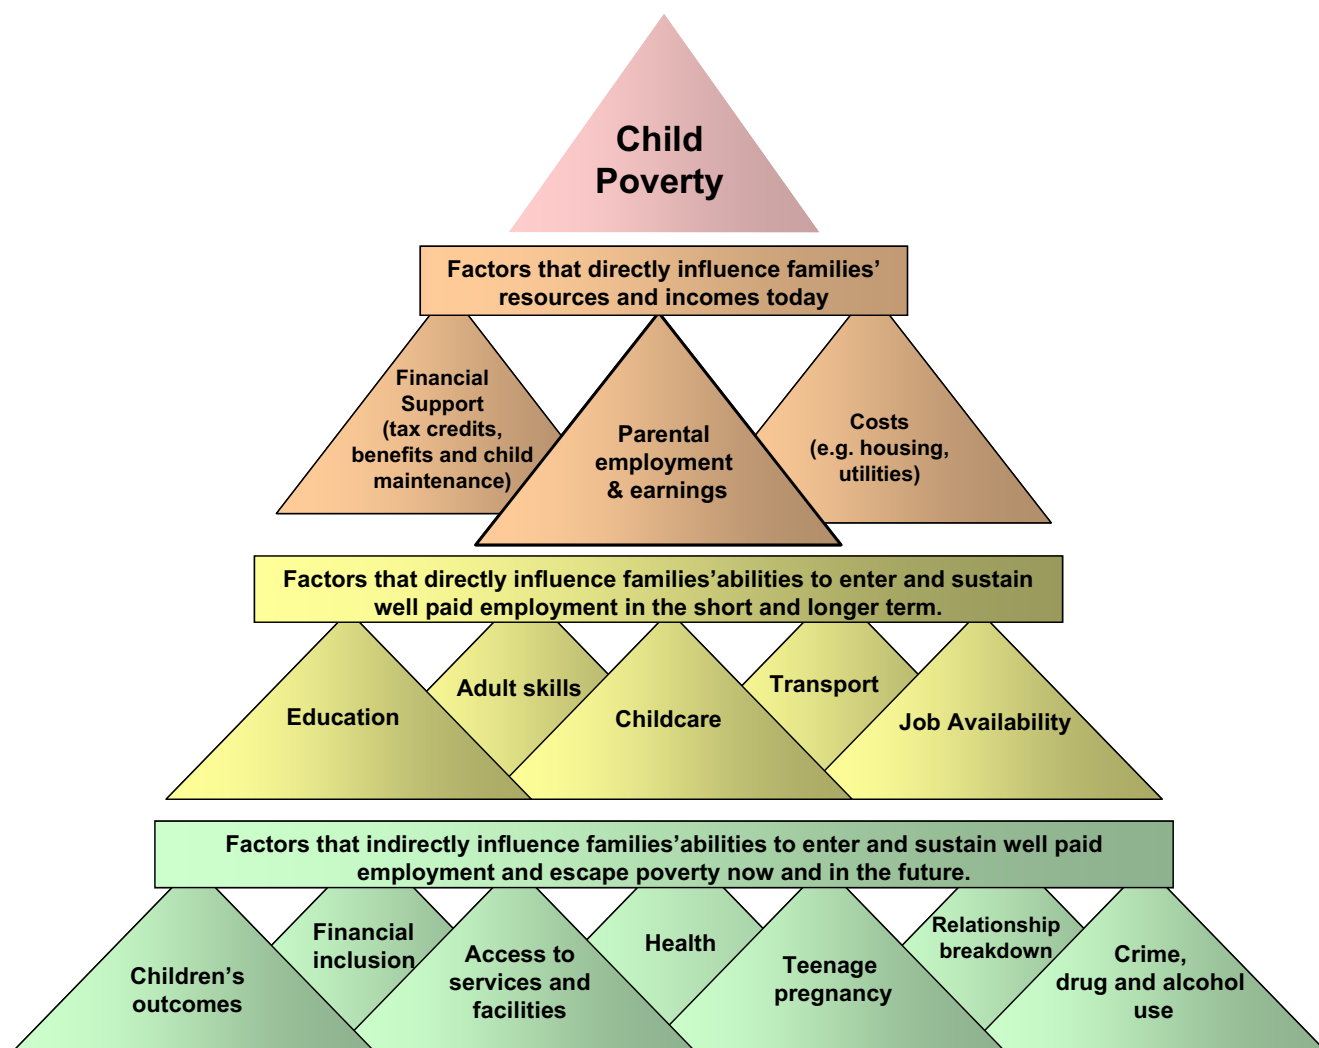 Child
Poverty
Factors that directly influence families’
resources and incomes today
Financial
Support
(tax credits,
benefits and child
maintenance)
Parental
employment
& earnings
Costs
(e.g. housing,
utilities)
Factors that directly influence families’abilities to enter and sustain
well paid employment in the short and longer term.
Education
Adult skills
Childcare
Transport
Job Availability
Factors that indirectly influence families’abilities to enter and sustain well paid
employment and escape poverty now and in the future.
Children’s
outcomes
Financial
inclusion
Access to
services and
facilities
Health
Teenage
pregnancy
Relationship
breakdown
Crime,
drug and alcohol
use